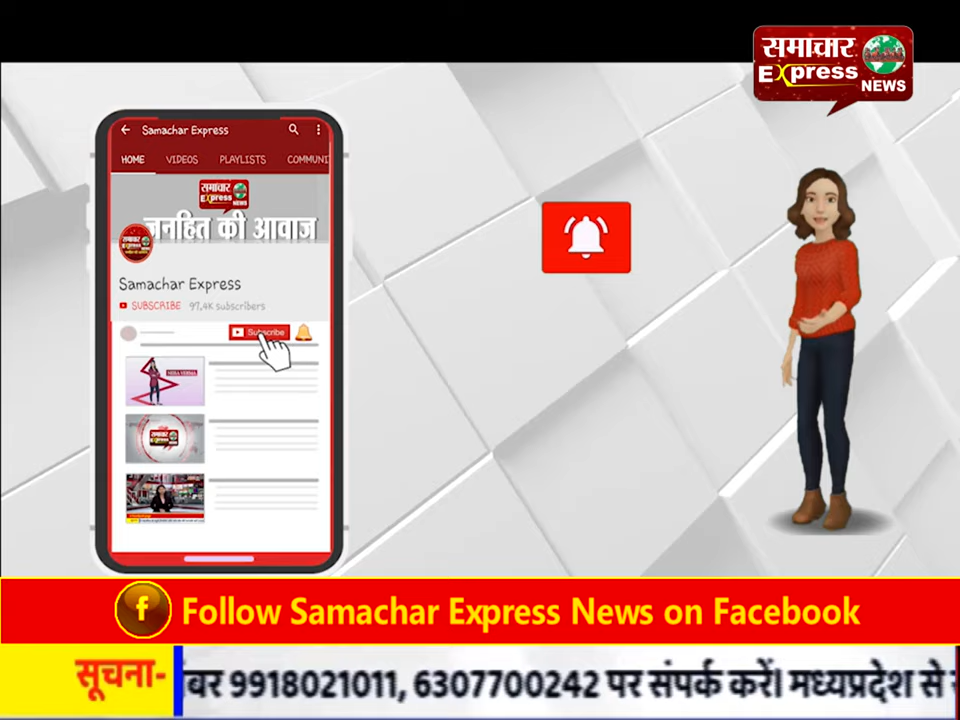 समाचार
Express
NEWS
Samachar Express
HOME VIDEOS PLAYLISTS COMMUNI
समाचार
Express
NEWS
जनहित की आवाज
Samachar Express
SUBSCRIBE 97.4K subscribers
Subscribe
Follow Samachar Express News on Facebook
सूचना- नंबर 9918021011, 6307700242 पर संपर्क करें। मध्यप्रदेश से